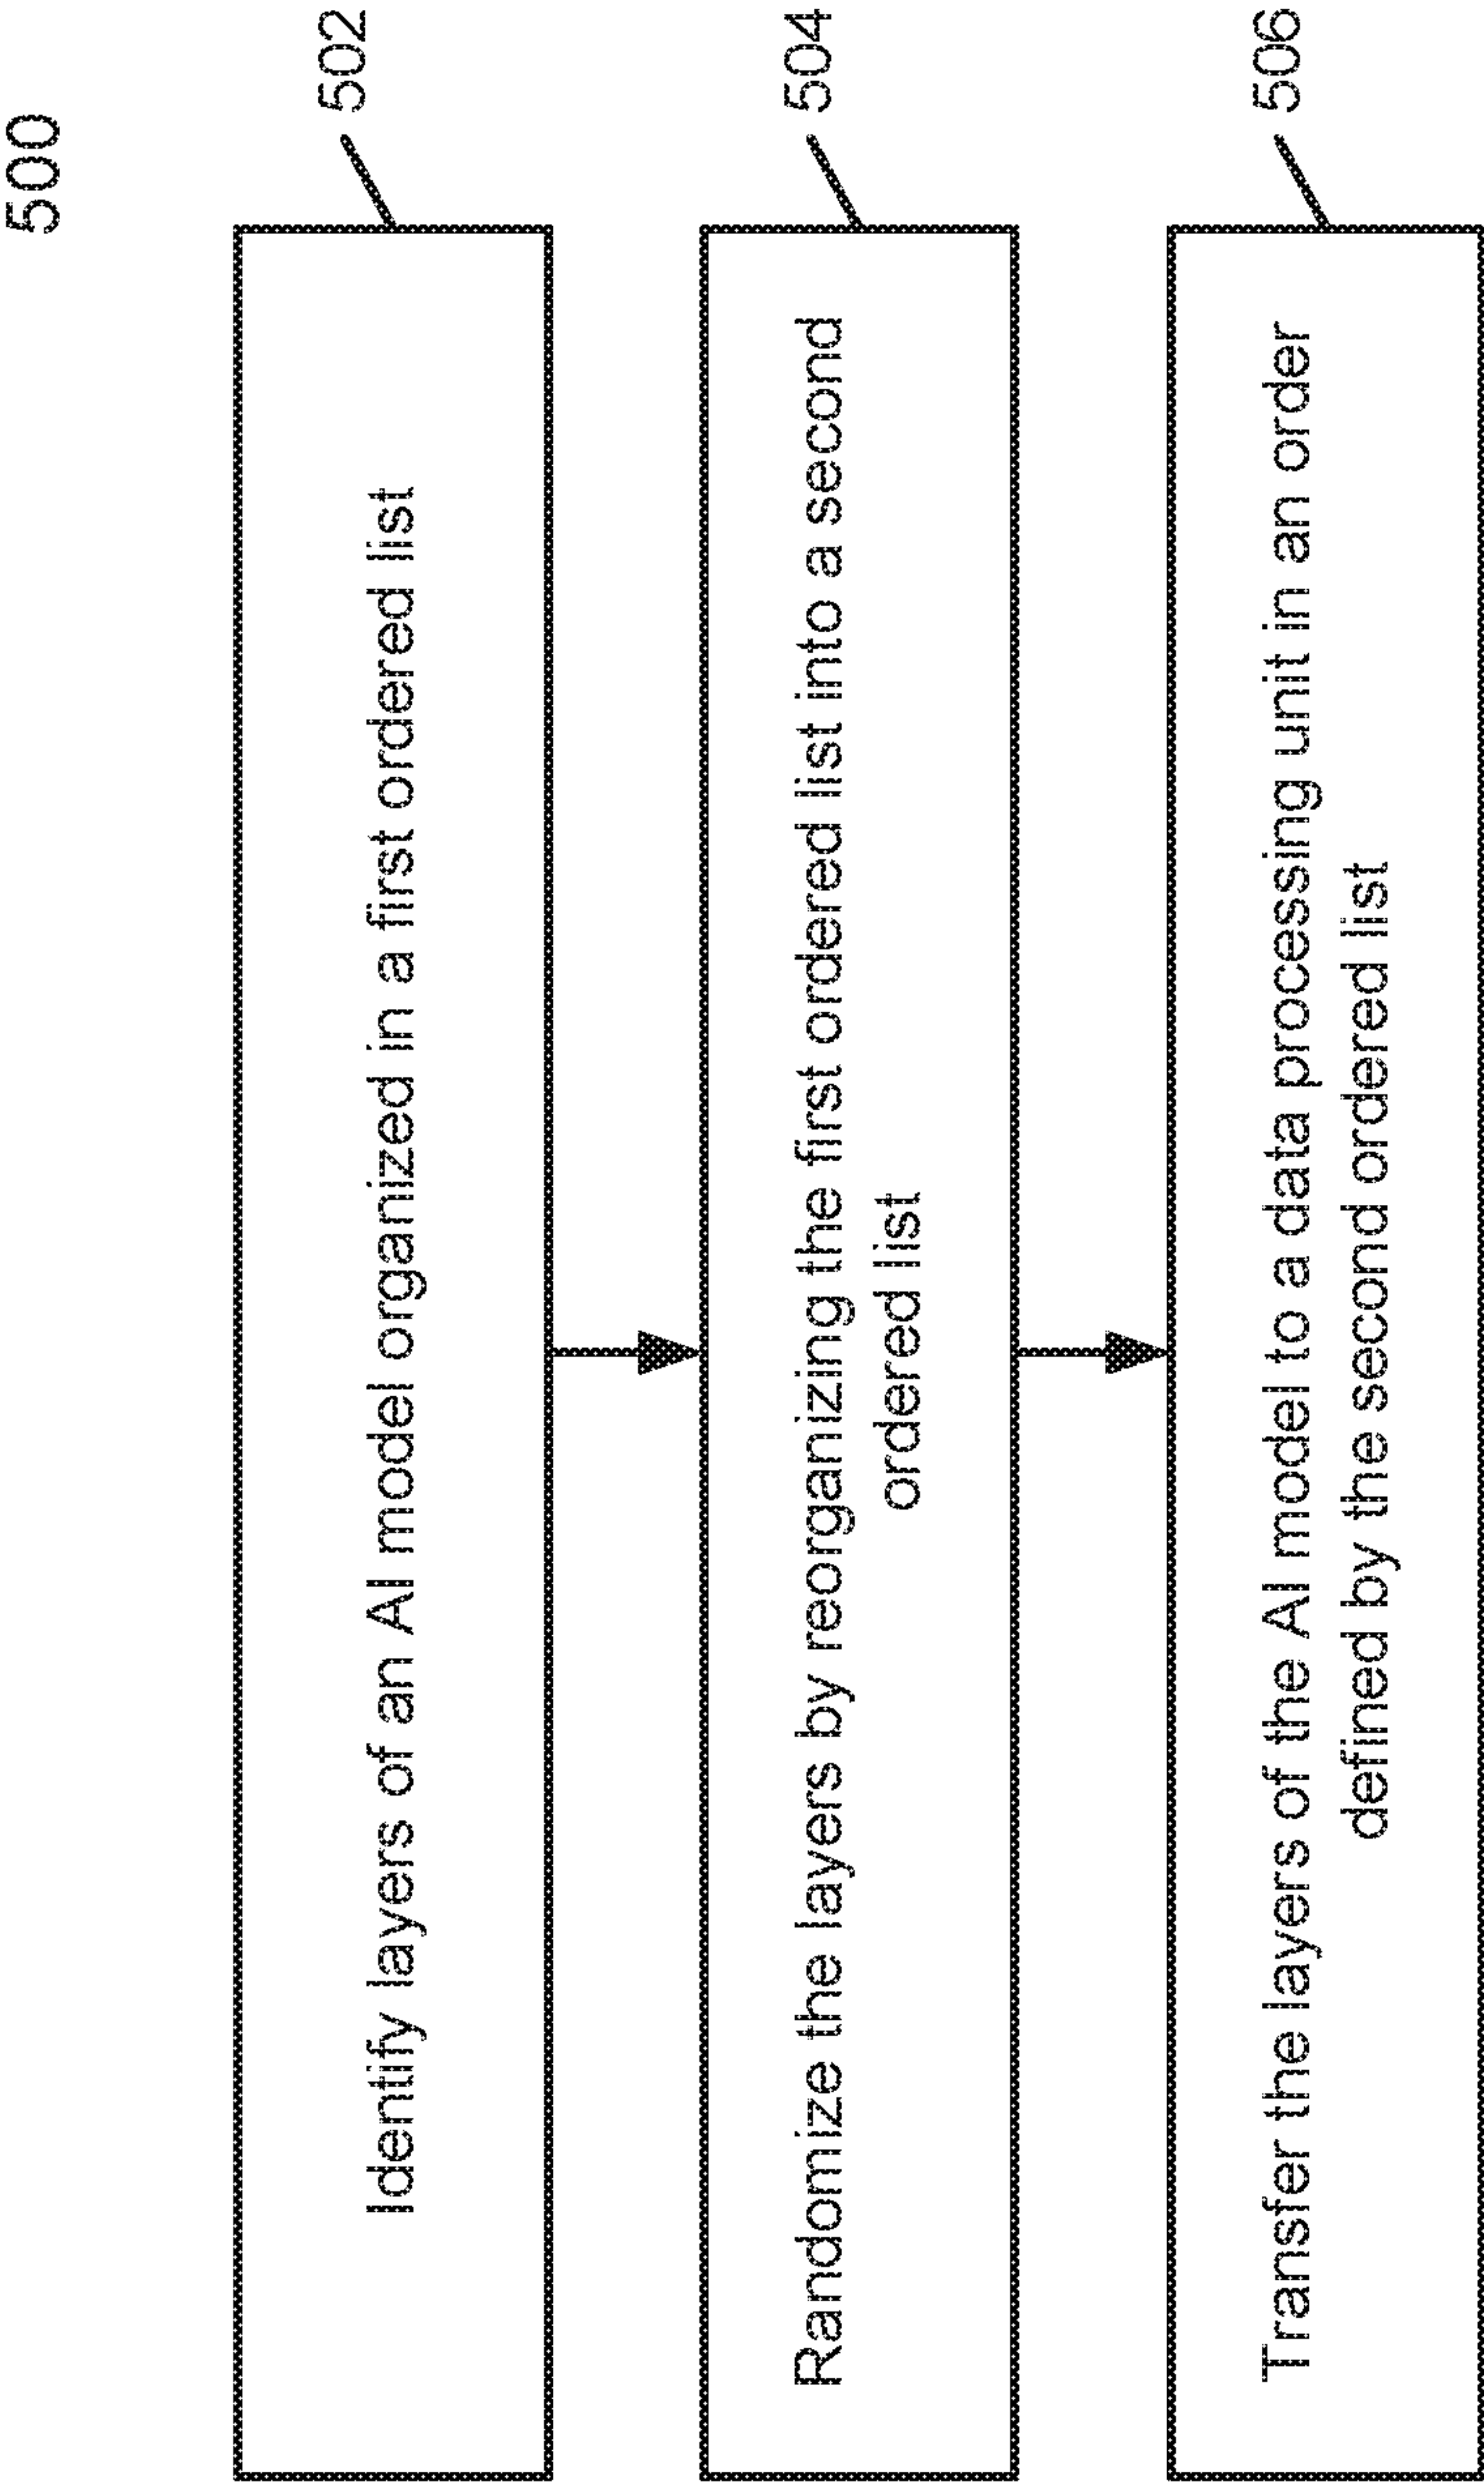 500
Identify layers of an AI model organized in a first ordered list
502
Randomize the layers by reorganizing the first ordered list into a second
ordered list
504
Transfer the layers of the AI model to a data processing unit in an order
defined by the second ordered list
506